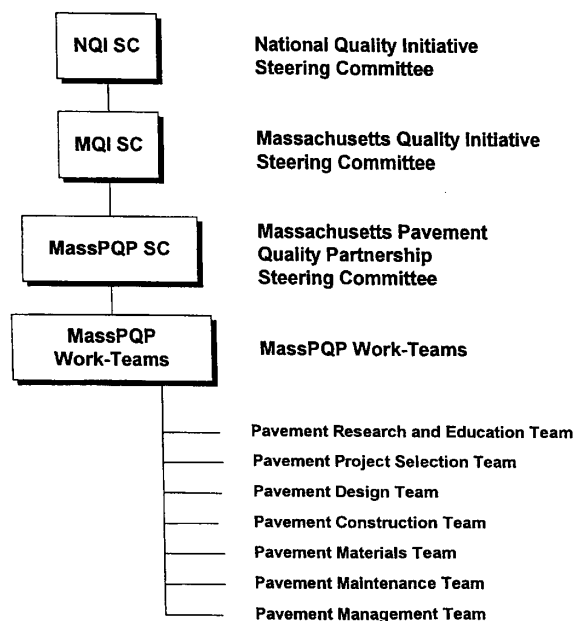 NQI SC
National Quality Initiative
Steering Committee
MQI SC
Massachusetts Quality Initiative
Steering Committee
MassPQP SC
Massachusetts Pavement
Quality Partnership
Steering Committee
MassPQP
Work-Teams
MassPQP Work-Teams
Pavement Research and Education Team
Pavement Project Selection Team
Pavement Design Team
Pavement Construction Team
Pavement Materials Team
Pavement Maintenance Team
Pavement Management Team